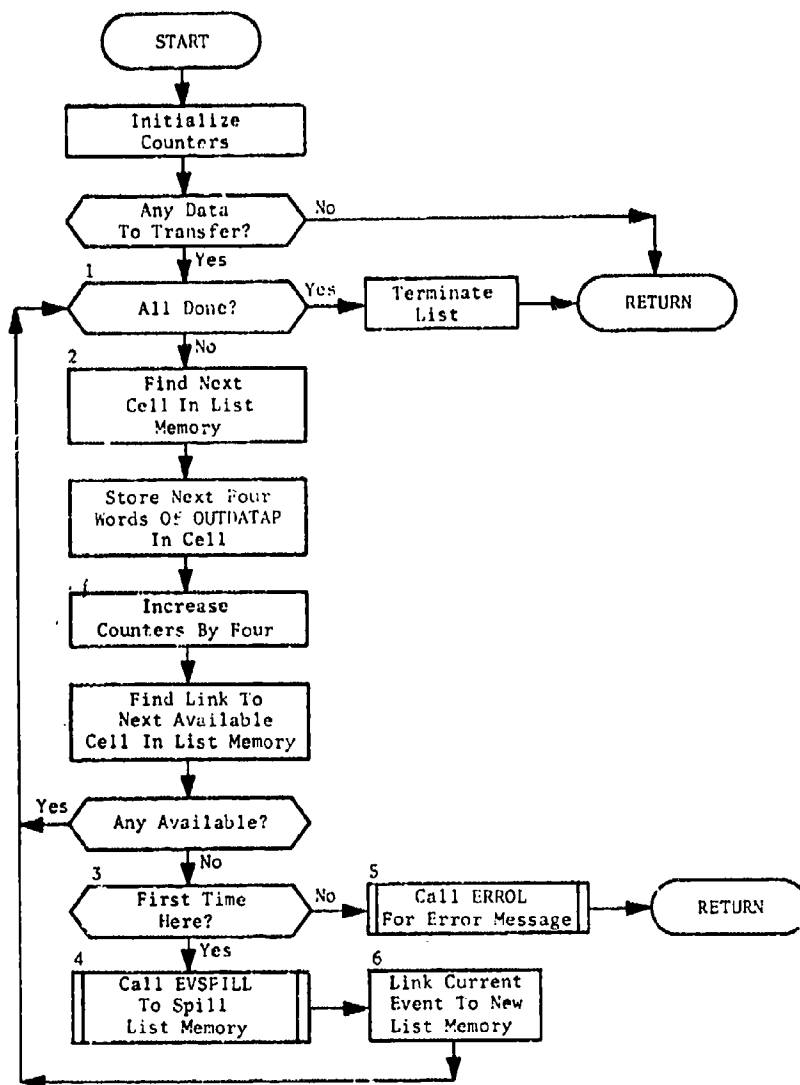 START
Initialize
Counters
Any Data
To Transfer?
No
Yes
1
All Done?
Yes
Terminate
List
RETURN
No
2
Find Next
Cell In List
Memory
Store Next Four
Words Of OUTDATAP
In Cell
Increase
Counters By Four
Find Link To
Next Available
Cell In List Memory
Yes
Any Available?
No
3
First Time
Here?
No
5
Call ERROL
For Error Message
RETURN
Yes
4
Call EVSPILL
To Spill
List Memory
6
Link Current
Event To New
List Memory